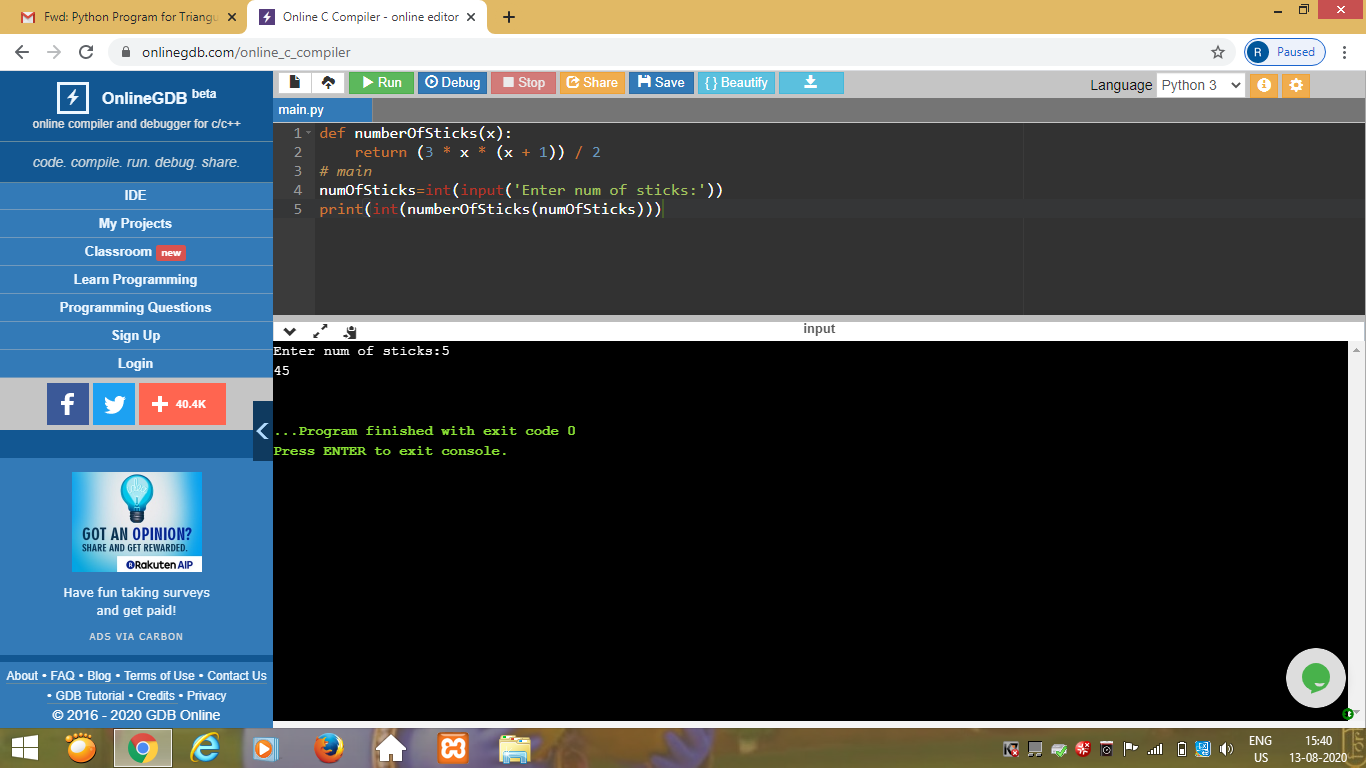 Fwd: Python Program for Triangu
Online C Compiler - online editor
onlinegdb.com/online_c_compiler
R Paused
OnlineGDB beta
online compiler and debugger for c/c++
code. compile. run. debug. share.
IDE
My Projects
Classroom new
Learn Programming
Programming Questions
Sign Up
Login
40.4K
GOT AN OPINION?
SHARE AND GET REWARDED.
Rakuten AIP
Have fun taking surveys
and get paid!
ADS VIA CARBON
About • FAQ • Blog • Terms of Use • Contact Us
• GDB Tutorial • Credits • Privacy
© 2016 - 2020 GDB Online
Run Debug Stop Share Save { } Beautify
Language Python 3
main.py
1 def numberOfSticks(x):
2     return (3 * x * (x + 1)) / 2
3 # main
4 numOfSticks=int(input('Enter num of sticks:'))
5 print(int(numberOfSticks(numOfSticks)))
input
Enter num of sticks:5
45
...Program finished with exit code 0
Press ENTER to exit console.
ENG
US
15:40
13-08-2020